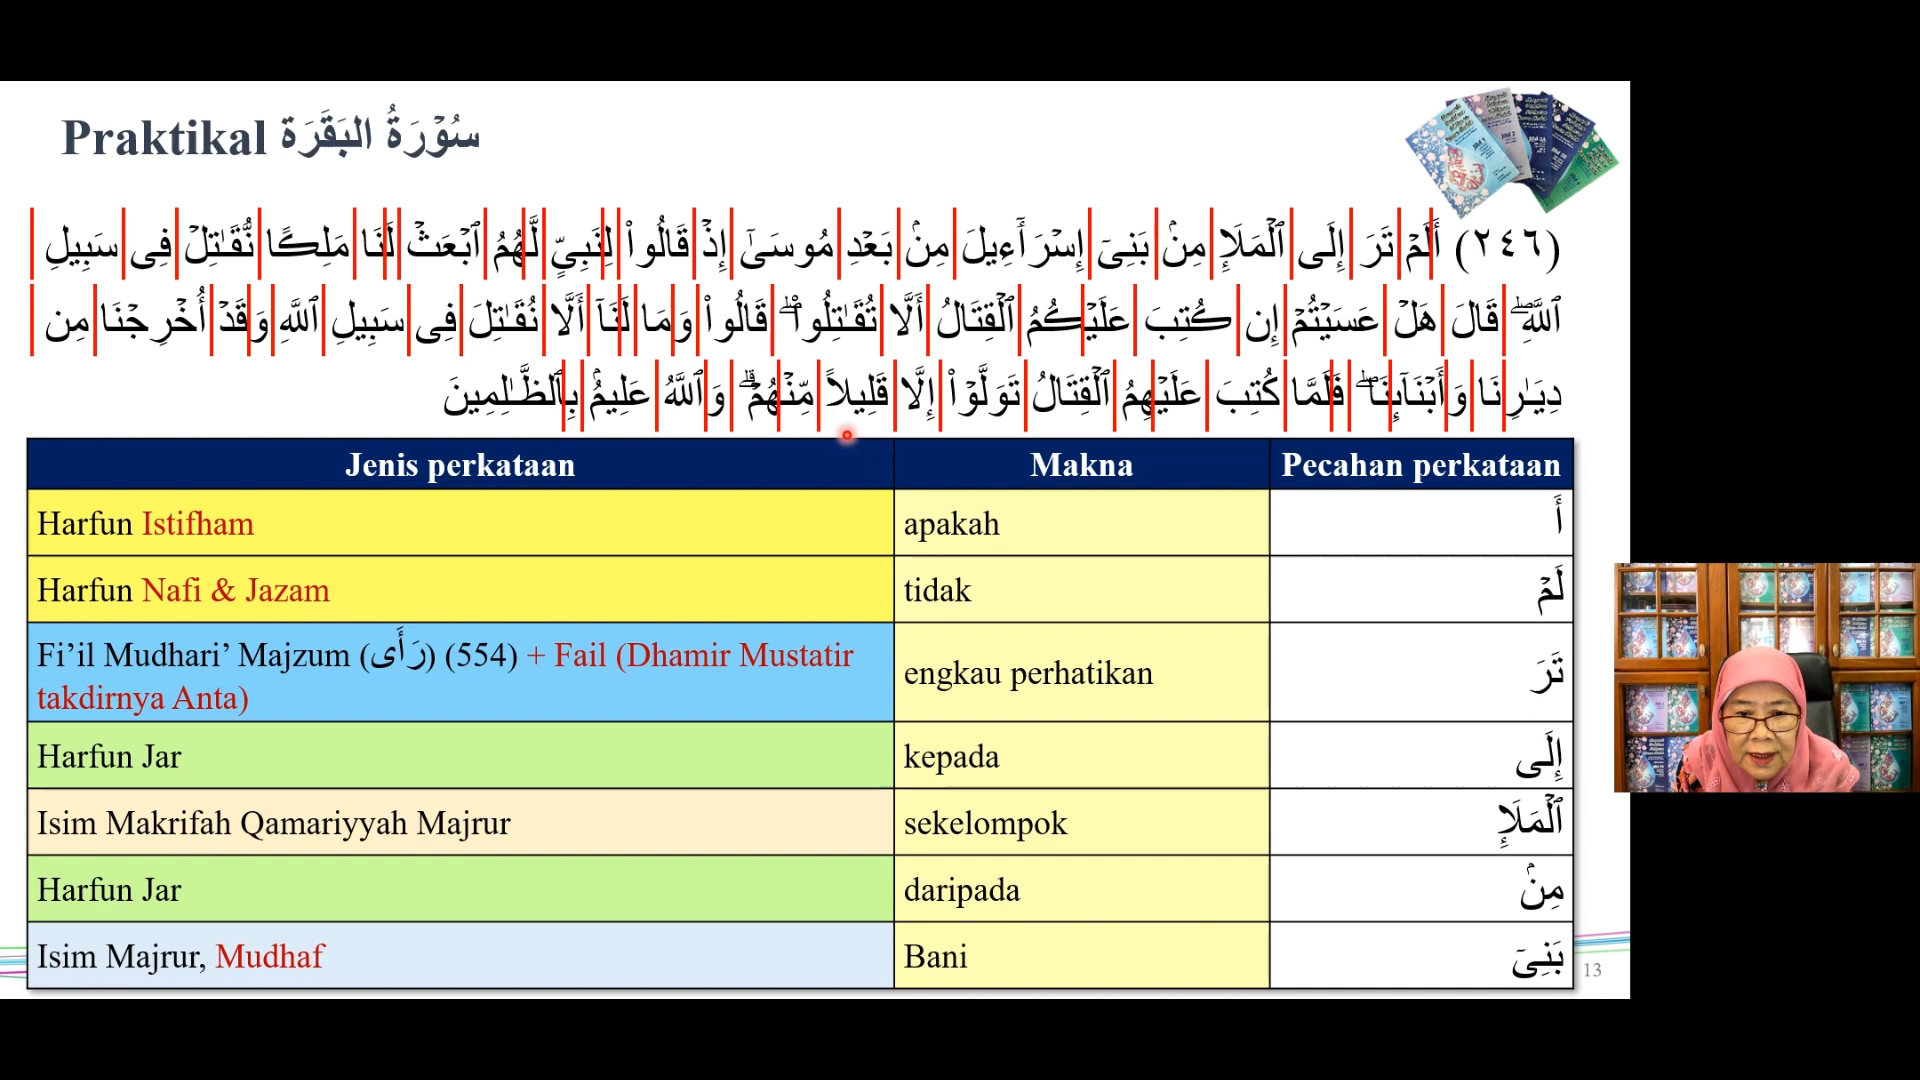 Praktikal سُوْرَةُ البَقَرَة
(٢٤٦) أَلَمْ تَرَ إِلَى ٱلْمَلَإِ مِنۢ بَنِىٓ إِسْرَٰٓءِيلَ مِنۢ بَعْدِ مُوسَىٰٓ إِذْ قَالُوا۟ لِنَبِىٍّ لَّهُمُ ٱبْعَثْ لَنَا مَلِكًا نُّقَـٰتِلْ فِى سَبِيلِ
ٱللَّهِ ۖ قَالَ هَلْ عَسَيْتُمْ إِن كُتِبَ عَلَيْكُمُ ٱلْقِتَالُ أَلَّا تُقَـٰتِلُوا۟ ۖ قَالُوا۟ وَمَا لَنَآ أَلَّا نُقَـٰتِلَ فِى سَبِيلِ ٱللَّهِ وَقَدْ أُخْرِجْنَا مِن
دِيَـٰرِنَا وَأَبْنَآئِنَا ۖ فَلَمَّا كُتِبَ عَلَيْهِمُ ٱلْقِتَالُ تَوَلَّوْا۟ إِلَّا قَلِيلاً مِّنْهُمْ ۗ وَٱللَّهُ عَلِيمٌۢ بِٱلظَّـٰلِمِينَ
Jenis perkataan Makna Pecahan perkataan
Harfun Istifham apakah أَ
Harfun Nafi & Jazam tidak لَمْ
Fi’il Mudhari’ Majzum (رَأَى) (554) + Fail (Dhamir Mustatir
takdirnya Anta) engkau perhatikan تَرَ
Harfun Jar kepada إِلَى
Isim Makrifah Qamariyyah Majrur sekelompok ٱلْمَلَإِ
Harfun Jar daripada مِنۢ
Isim Majrur, Mudhaf Bani بَنِىٓ
13